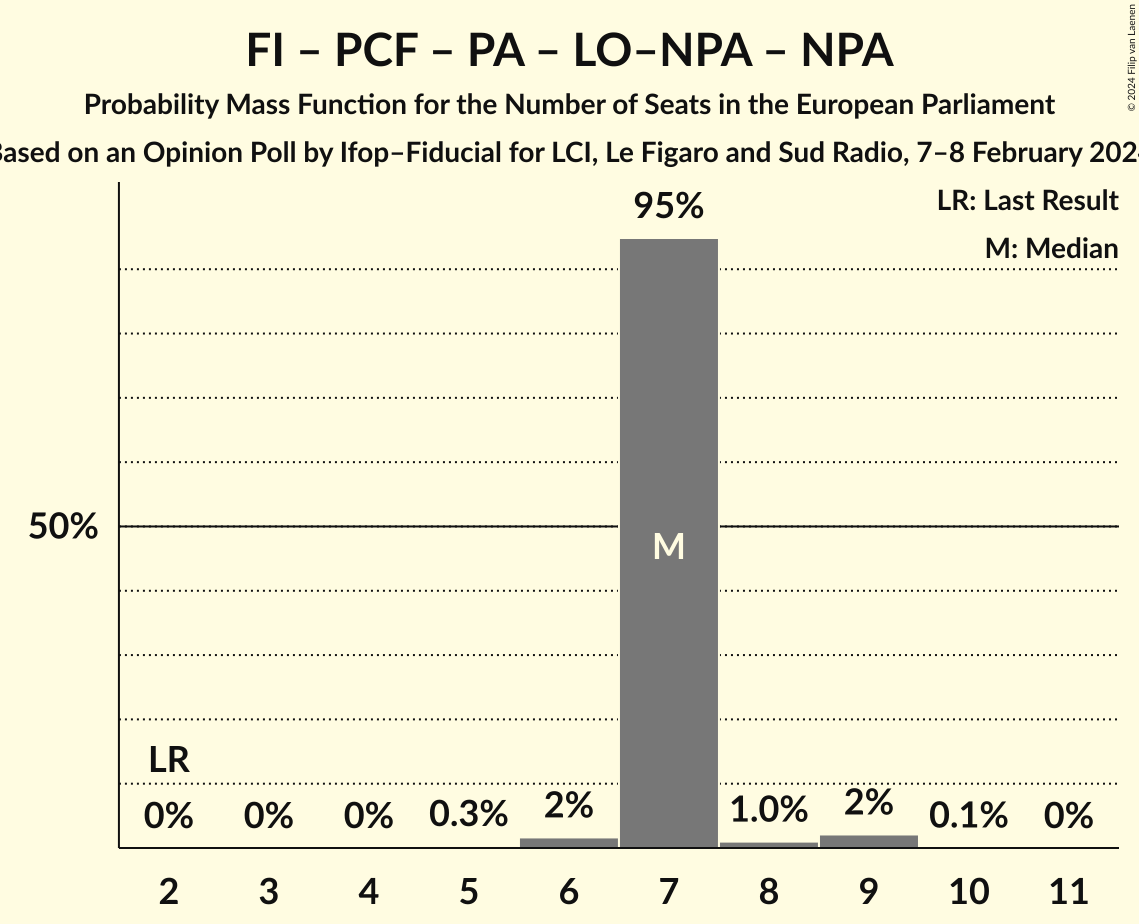 FI – PCF – PA – LO–NPA – NPA
Probability Mass Function for the Number of Seats in the European Parliament
Based on an Opinion Poll by Ifop–Fiducial for LCI, Le Figaro and Sud Radio, 7–8 February 2024
© 2024 Filip van Laenen
LR: Last Result
M: Median
95%
50%
M
LR
0% 0% 0% 0.3% 2% 1.0% 2% 0.1% 0%
2 3 4 5 6 7 8 9 10 11